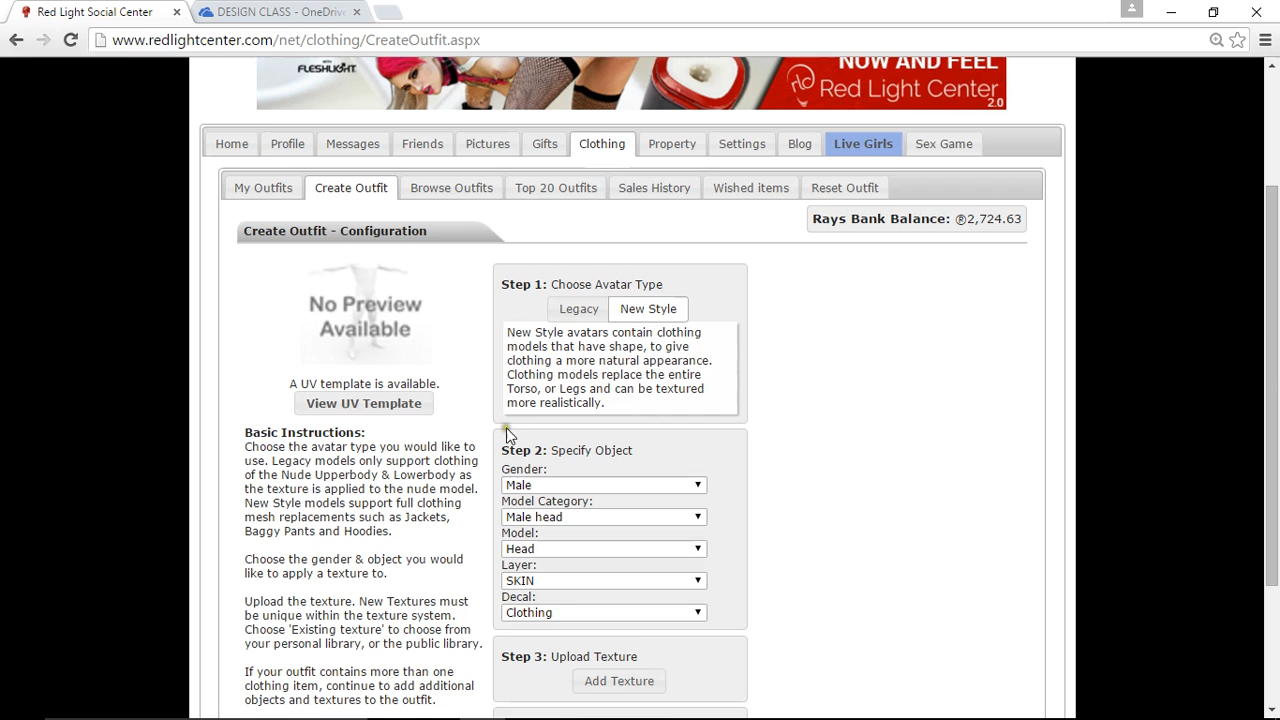 Red Light Social Center
DESIGN CLASS - OneDrive
www.redlightcenter.com/net/clothing/CreateOutfit.aspx
FLESHLIGHT
NOW AND FEEL
rlc Red Light Center
2.0
Home Profile Messages Friends Pictures Gifts Clothing Property Settings Blog Live Girls Sex Game
My Outfits Create Outfit Browse Outfits Top 20 Outfits Sales History Wished items Reset Outfit
Rays Bank Balance: ®2,724.63
Create Outfit - Configuration
No Preview
Available
A UV template is available.
View UV Template
Basic Instructions:
Choose the avatar type you would like to
use. Legacy models only support clothing
of the Nude Upperbody & Lowerbody as
the texture is applied to the nude model.
New Style models support full clothing
mesh replacements such as Jackets,
Baggy Pants and Hoodies.
Choose the gender & object you would
like to apply a texture to.
Upload the texture. New Textures must
be unique within the texture system.
Choose 'Existing texture' to choose from
your personal library, or the public library.
If your outfit contains more than one
clothing item, continue to add additional
objects and textures to the outfit.
Step 1: Choose Avatar Type
Legacy New Style
New Style avatars contain clothing
models that have shape, to give
clothing a more natural appearance.
Clothing models replace the entire
Torso, or Legs and can be textured
more realistically.
Step 2: Specify Object
Gender:
Male
Model Category:
Male head
Model:
Head
Layer:
SKIN
Decal:
Clothing
Step 3: Upload Texture
Add Texture